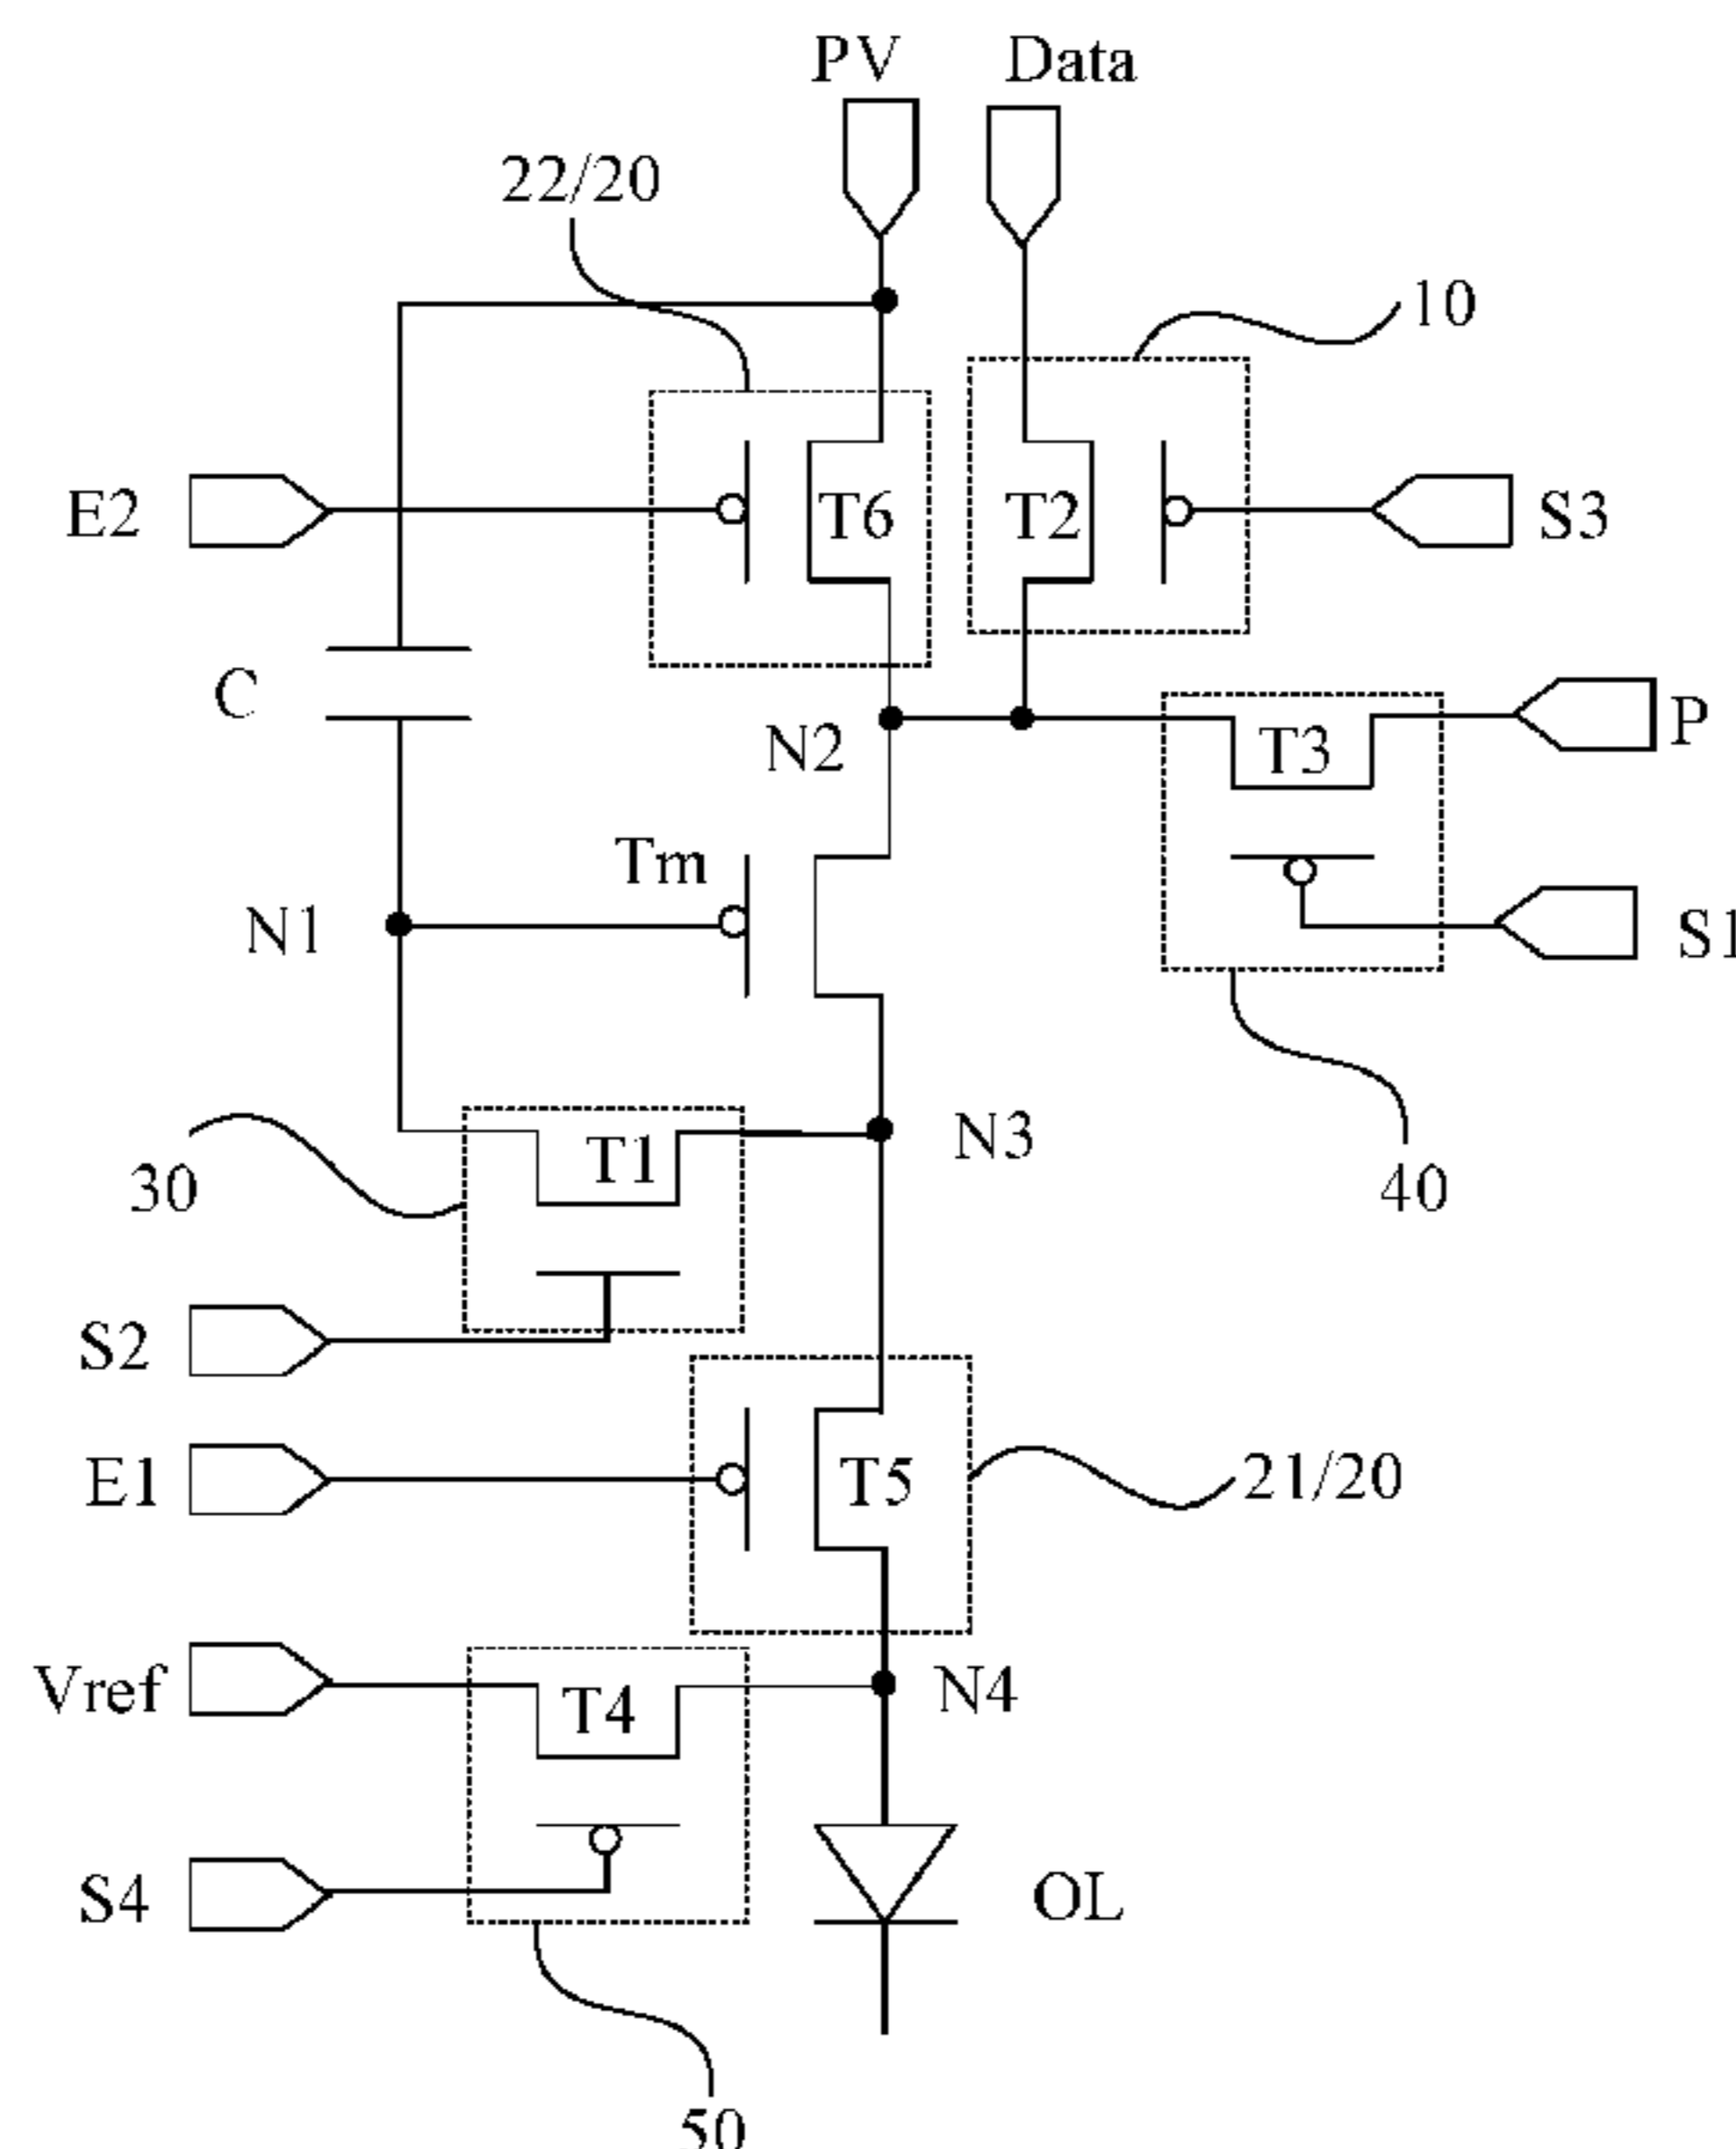 PV
Data
22/20
10
E2
T6
T2
S3
C
N2
T3
P
Tm
N1
S1
T1
N3
30
40
S2
E1
T5
21/20
Vref
T4
N4
S4
OL
50